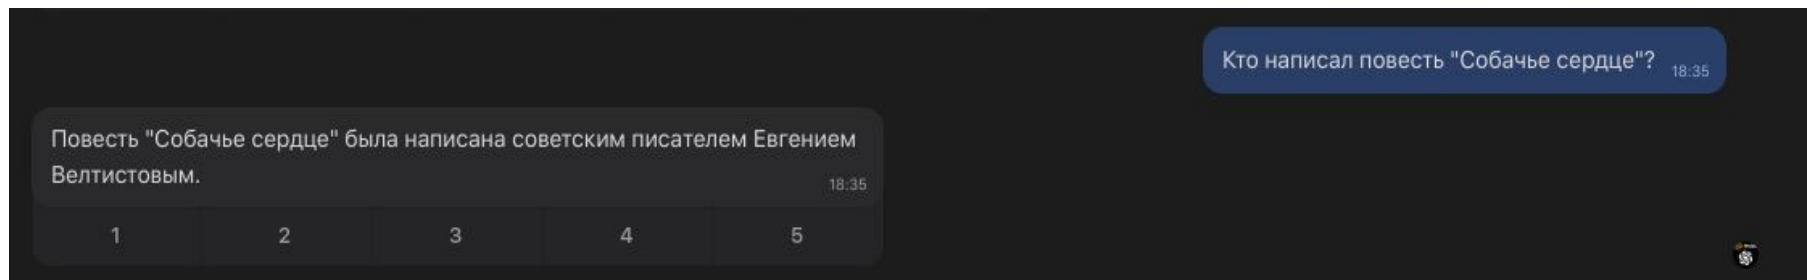 Кто написал повесть "Собачье сердце"? 18:35
Повесть "Собачье сердце" была написана советским писателем Евгением
Велтистовым. 18:35
1 2 3 4 5